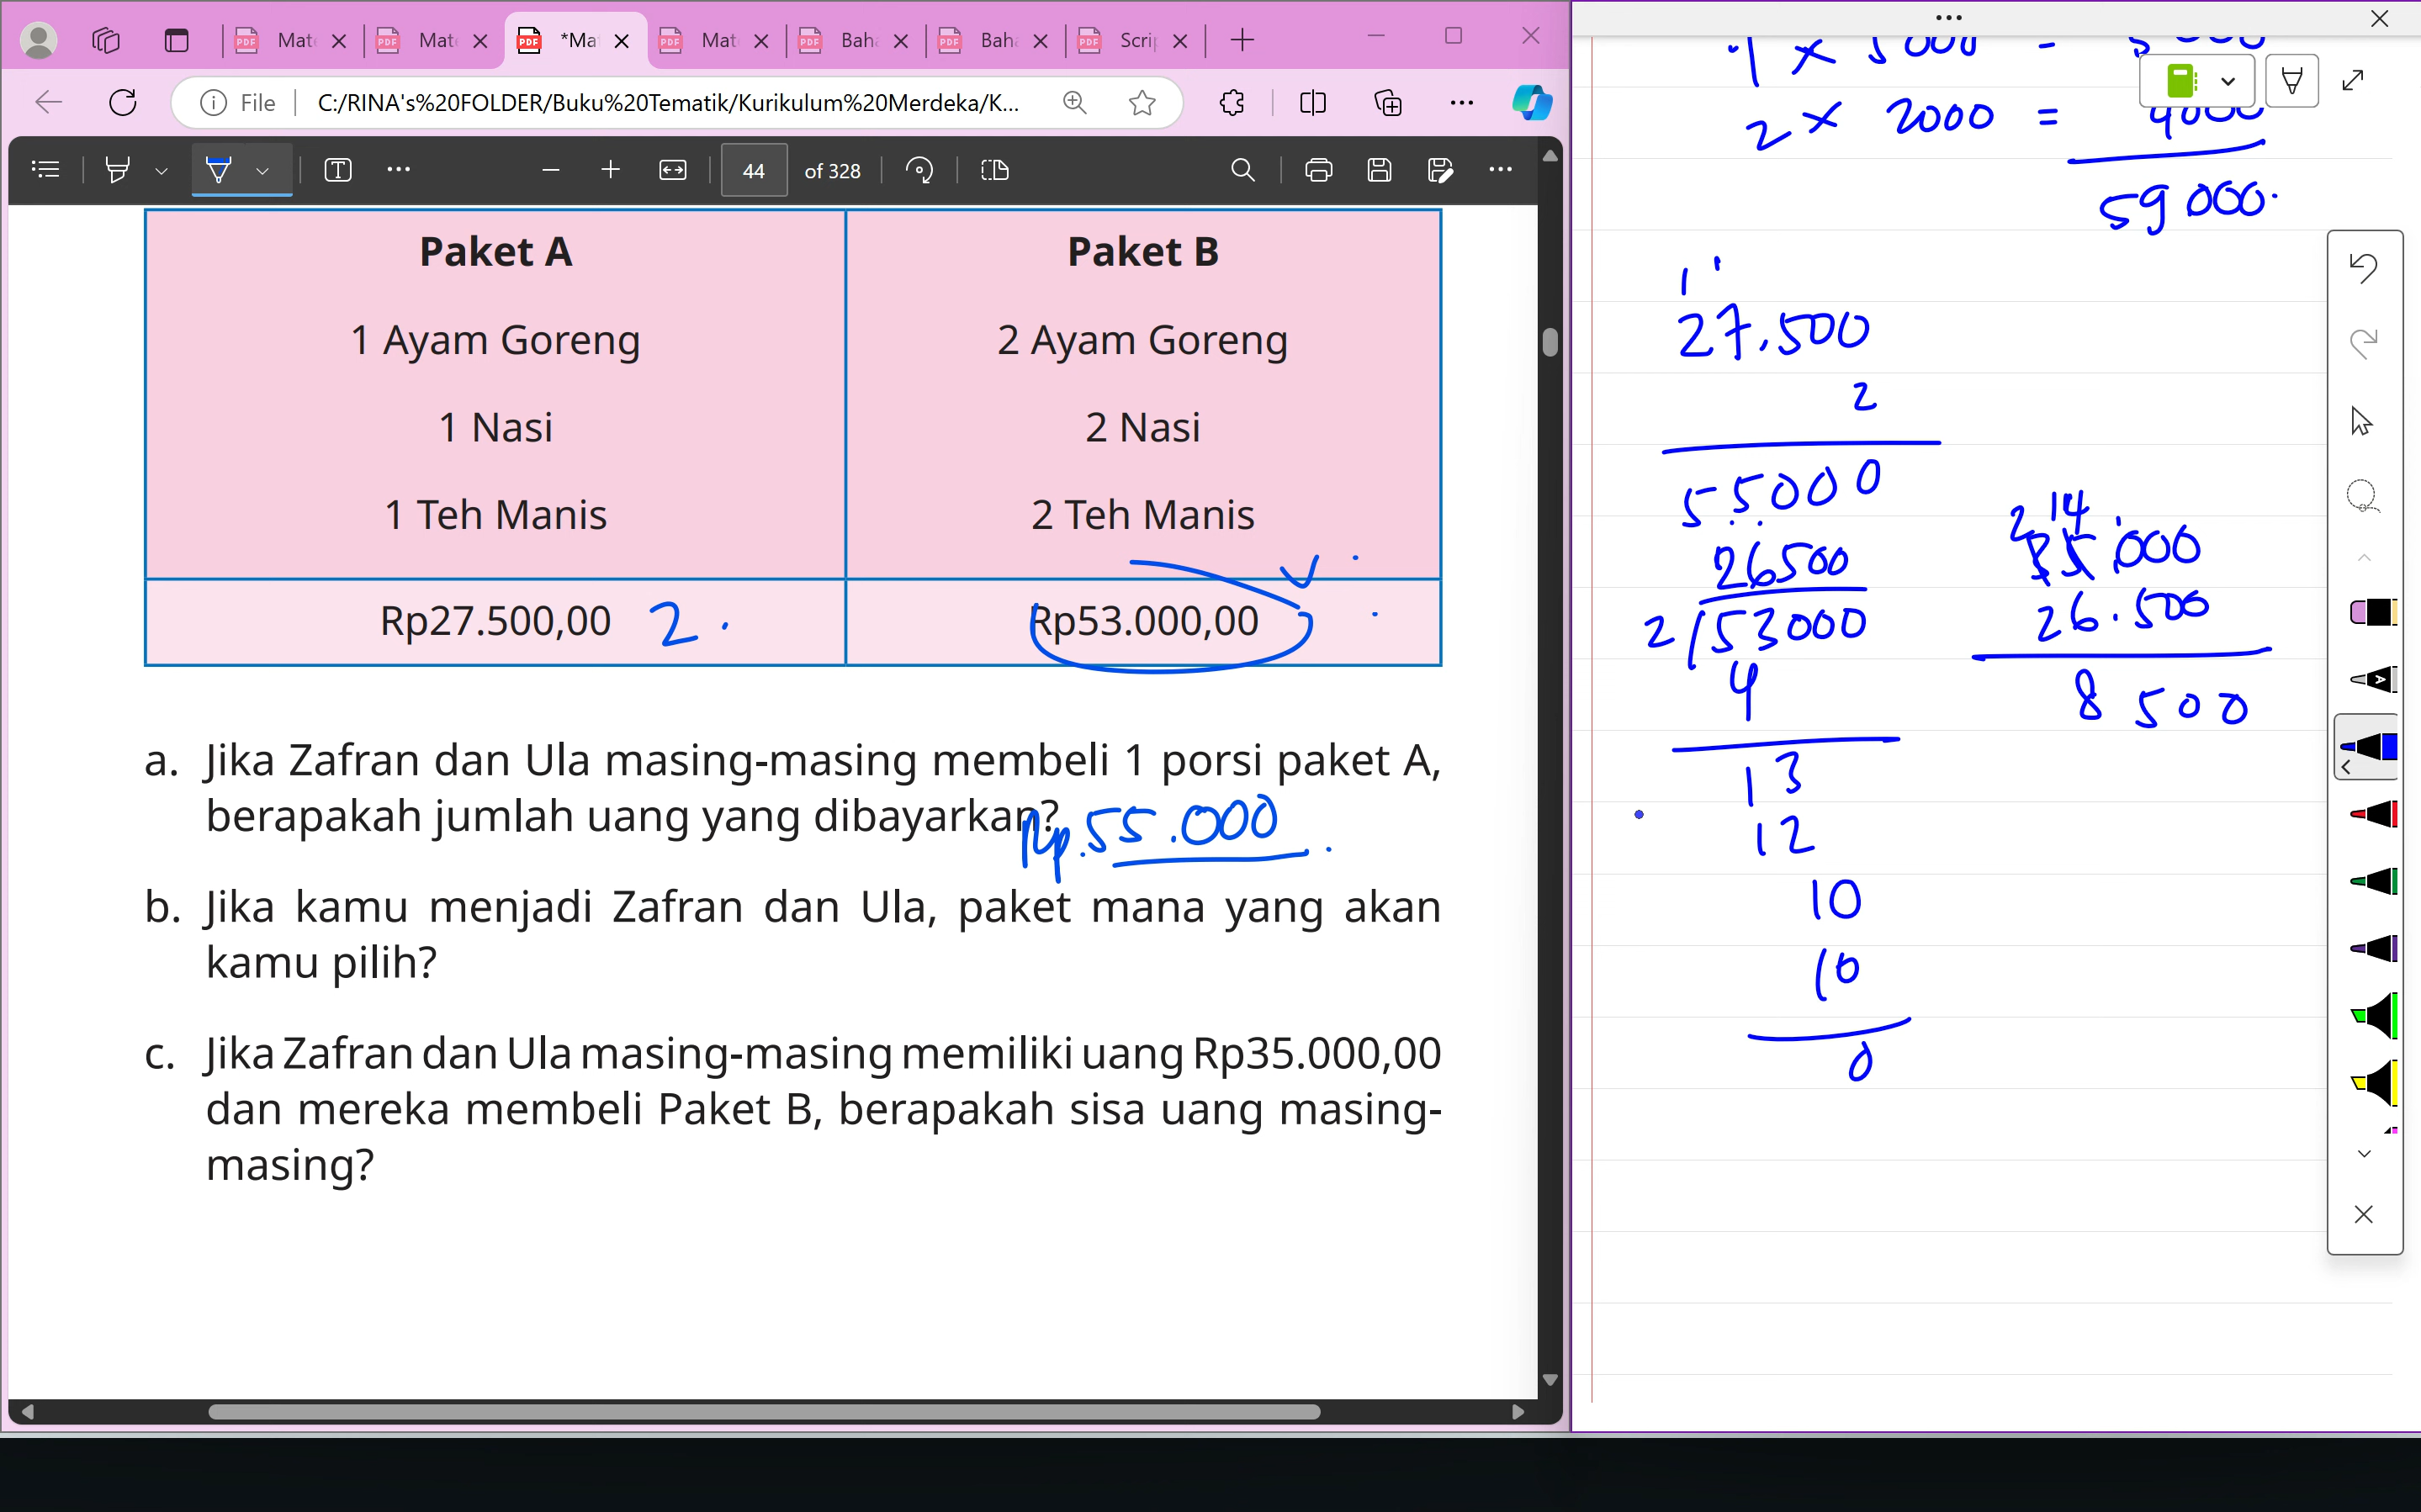 Mat
Mat
*Ma
Mat
Bah
Bah
Scri
File
C:/RINA's%20FOLDER/Buku%20Tematik/Kurikulum%20Merdeka/K...
44 of 328
Paket A
1 Ayam Goreng
1 Nasi
1 Teh Manis
Rp27.500,00 2
Paket B
2 Ayam Goreng
2 Nasi
2 Teh Manis
Rp53.000,00
a. Jika Zafran dan Ula masing-masing membeli 1 porsi paket A,
berapakah jumlah uang yang dibayarkan?
Rp.55.000
b. Jika kamu menjadi Zafran dan Ula, paket mana yang akan
kamu pilih?
c. Jika Zafran dan Ula masing-masing memiliki uang Rp35.000,00
dan mereka membeli Paket B, berapakah sisa uang masing-
masing?
2 x 2000 = 4000
59 000.
27.500
2
55000
26500
2 53000
4
13
12
10
10
0
2 14
35.000
26.500
8 500